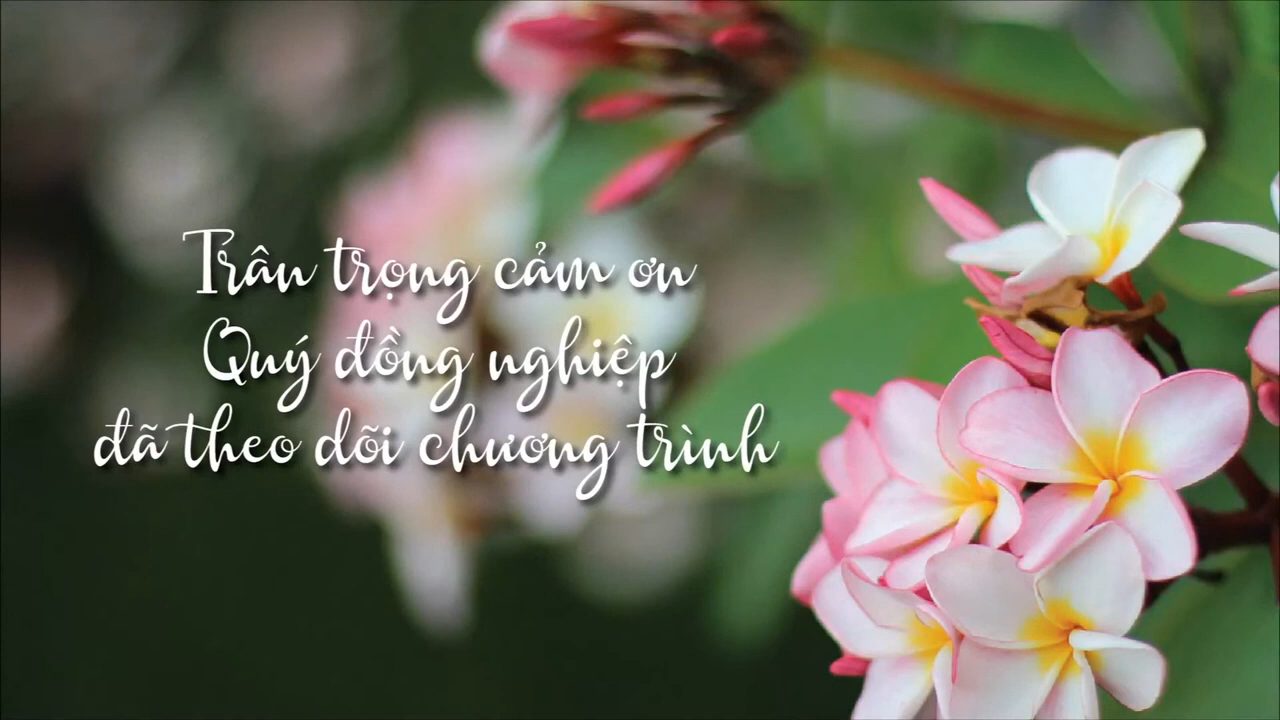 Trân trọng cảm ơn
Quý đồng nghiệp
đã theo dõi chương trình